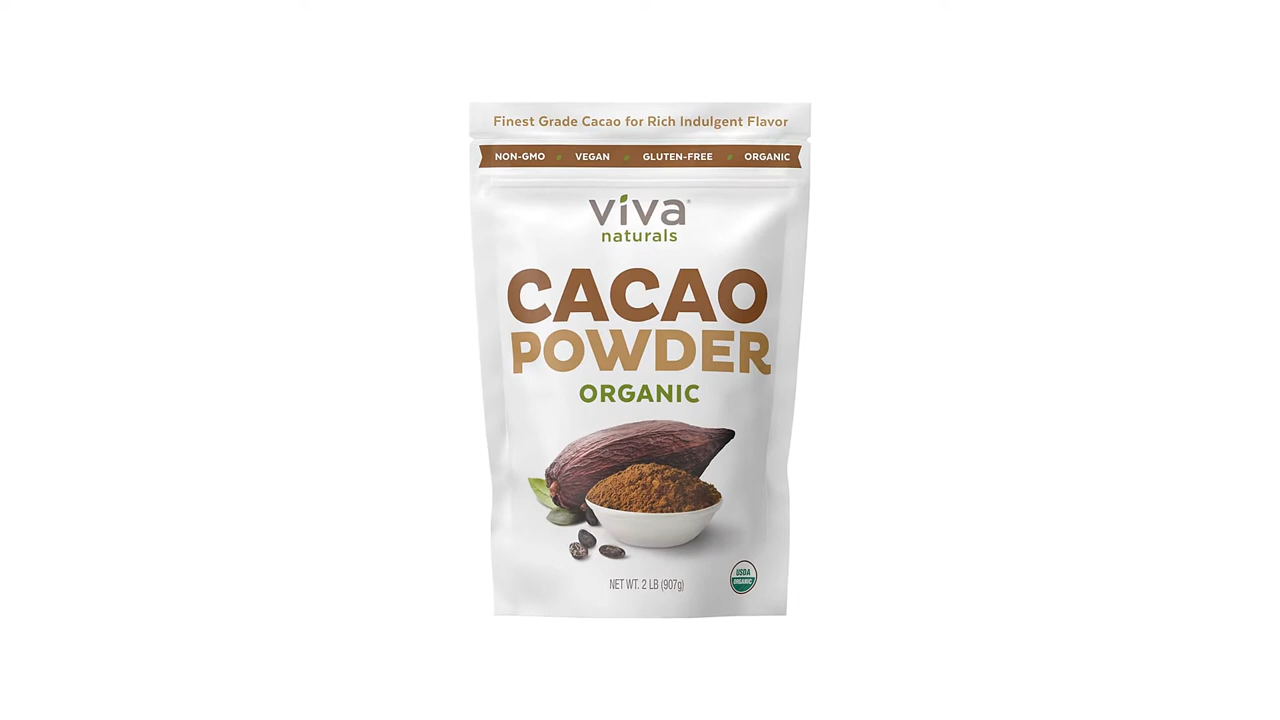 Finest Grade Cacao for Rich Indulgent Flavor
NON-GMO VEGAN GLUTEN-FREE ORGANIC
viva®
naturals
CACAO
POWDER
ORGANIC
NET WT. 2 LB (907g)
USDA
ORGANIC